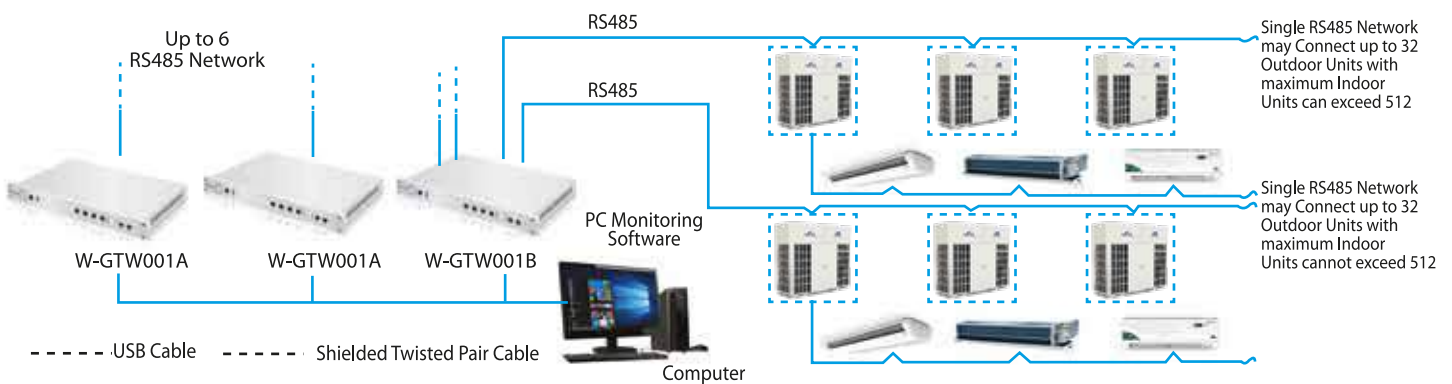 Up to 6
RS485 Network
RS485
RS485
Single RS485 Network
may Connect up to 32
Outdoor Units with
maximum Indoor
Units can exceed 512
Single RS485 Network
may Connect up to 32
Outdoor Units with
maximum Indoor
Units cannot exceed 512
PC Monitoring
Software
W-GTW001A
W-GTW001A
W-GTW001B
USB Cable
Shielded Twisted Pair Cable
Computer